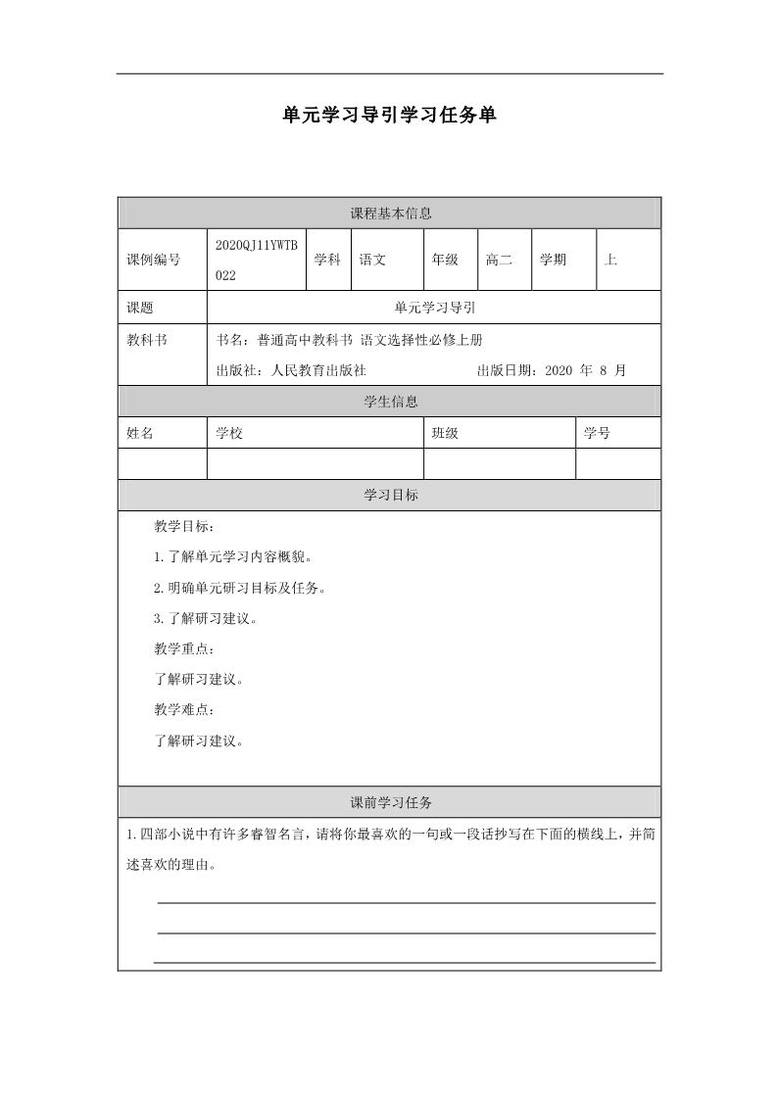 单元学习导引学习任务单
课程基本信息
课例编号 2020QJ11YWTB022 学科 语文 年级 高二 学期 上
课题 单元学习导引
教科书 书名：普通高中教科书 语文选择性必修上册
出版社：人民教育出版社 出版日期：2020 年 8 月
学生信息
姓名 学校 班级 学号
学习目标
教学目标：
1.了解单元学习内容概貌。
2.明确单元研习目标及任务。
3.了解研习建议。
教学重点：
了解研习建议。
教学难点：
了解研习建议。
课前学习任务
1.四部小说中有许多睿智名言，请将你最喜欢的一句或一段话抄写在下面的横线上，并简
述喜欢的理由。